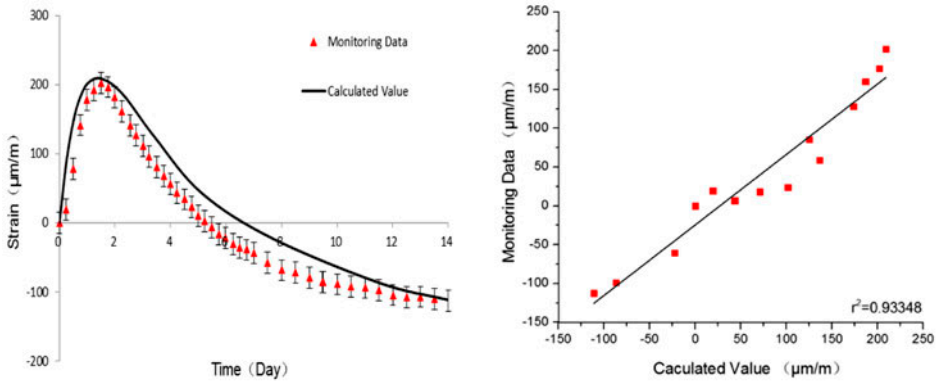 300
200
100
0
-100
-200
0 2 4 6 8 10 12 14
Strain（μm/m）
Time（Day）
Monitoring Data
Calculated Value
250
200
150
100
50
0
-50
-100
-150
-150 -100 -50 0 50 100 150 200 250
Monitoring Data （μm/m）
Caculated Value （μm/m）
r²=0.93348